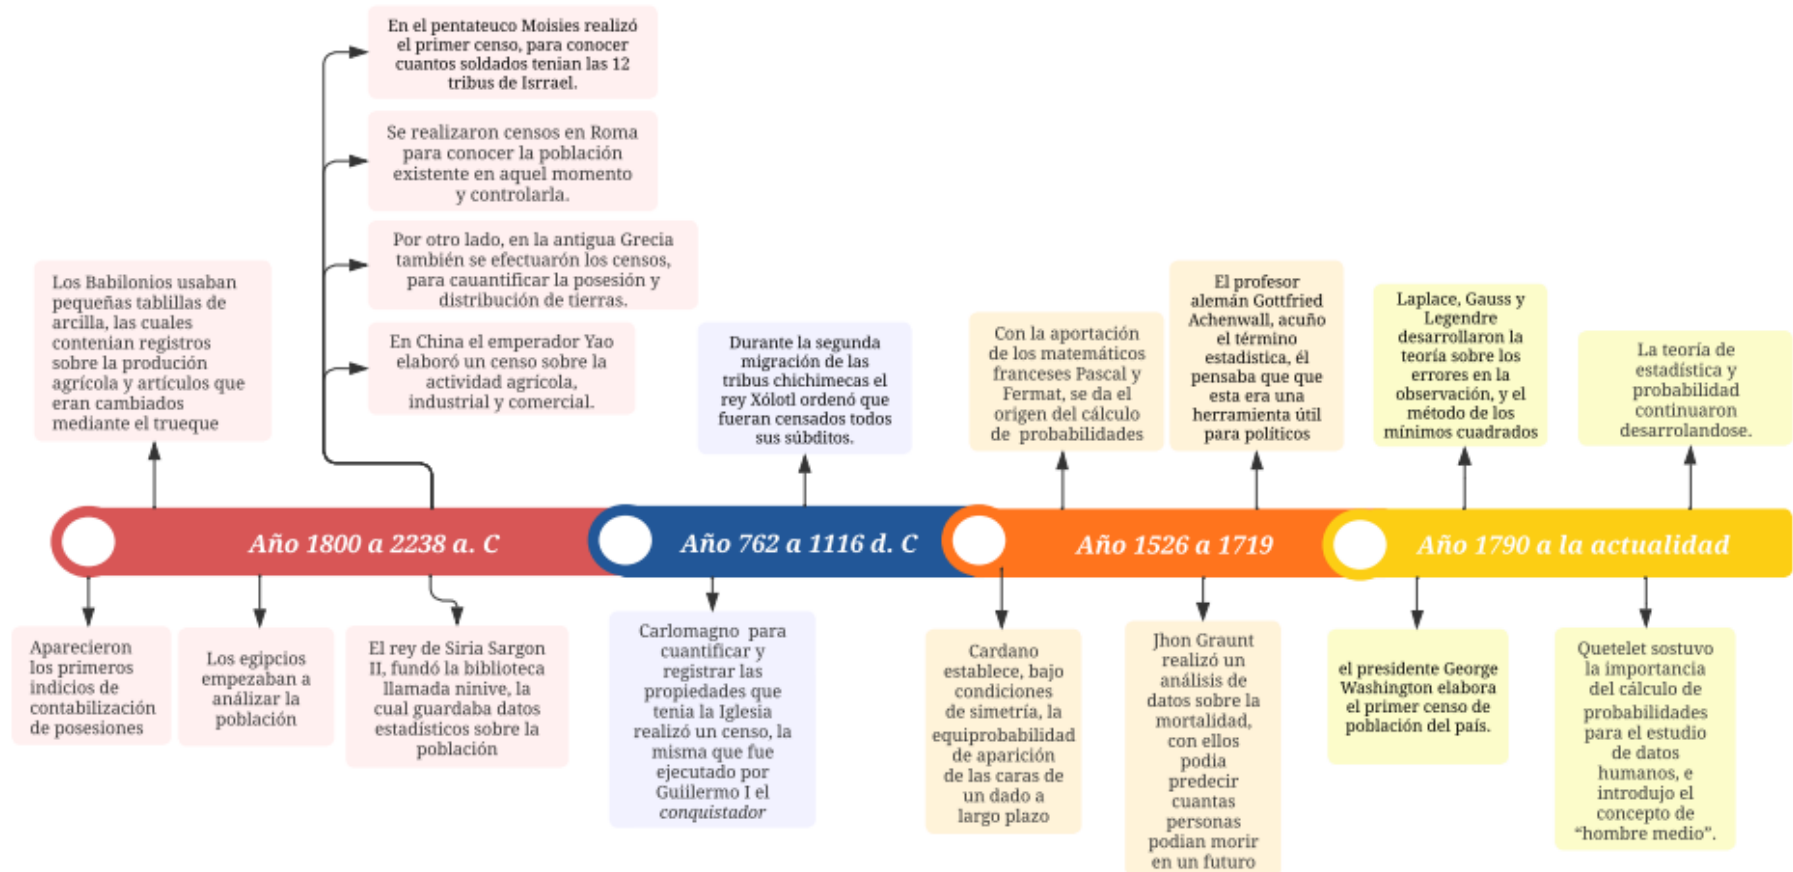 En el pentateuco Moisies realizó
el primer censo, para conocer
cuantos soldados tenian las 12
tribus de Isrrael.
Se realizaron censos en Roma
para conocer la población
existente en aquel momento
y controlarla.
Por otro lado, en la antigua Grecia
también se efectuarón los censos,
para cauantificar la posesión y
distribución de tierras.
En China el emperador Yao
elaboró un censo sobre la
actividad agrícola,
industrial y comercial.
Los Babilonios usaban
pequeñas tablillas de
arcilla, las cuales
contenian registros
sobre la produción
agrícola y artículos que
eran cambiados
mediante el trueque
Durante la segunda
migración de las
tribus chichimecas el
rey Xólotl ordenó que
fueran censados todos
sus súbditos.
Con la aportación
de los matemáticos
franceses Pascal y
Fermat, se da el
origen del cálculo
de probabilidades
El profesor
alemán Gottfried
Achenwall, acuño
el término
estadistica, él
pensaba que que
esta era una
herramienta útil
para políticos
Laplace, Gauss y
Legendre
desarrollaron la
teoría sobre los
errores en la
observación, y el
método de los
mínimos cuadrados
La teoría de
estadística y
probabilidad
continuaron
desarrolandose.
Año 1800 a 2238 a. C
Año 762 a 1116 d. C
Año 1526 a 1719
Año 1790 a la actualidad
Aparecieron
los primeros
indicios de
contabilización
de posesiones
Los egipcios
empezaban a
análizar la
población
El rey de Siria Sargon
II, fundó la biblioteca
llamada ninive, la
cual guardaba datos
estadísticos sobre la
población
Carlomagno para
cuantificar y
registrar las
propiedades que
tenia la Iglesia
realizó un censo, la
misma que fue
ejecutado por
Guiilermo I el
conquistador
Cardano
establece, bajo
condiciones
de simetría, la
equiprobabilidad
de aparición
de las caras de
un dado a
largo plazo
Jhon Graunt
realizó un
análisis de
datos sobre la
mortalidad,
con ellos
podia
predecir
cuantas
personas
podian morir
en un futuro
el presidente George
Washington elabora
el primer censo de
población del país.
Quetelet sostuvo
la importancia
del cálculo de
probabilidades
para el estudio
de datos
humanos, e
introdujo el
concepto de
“hombre medio”.